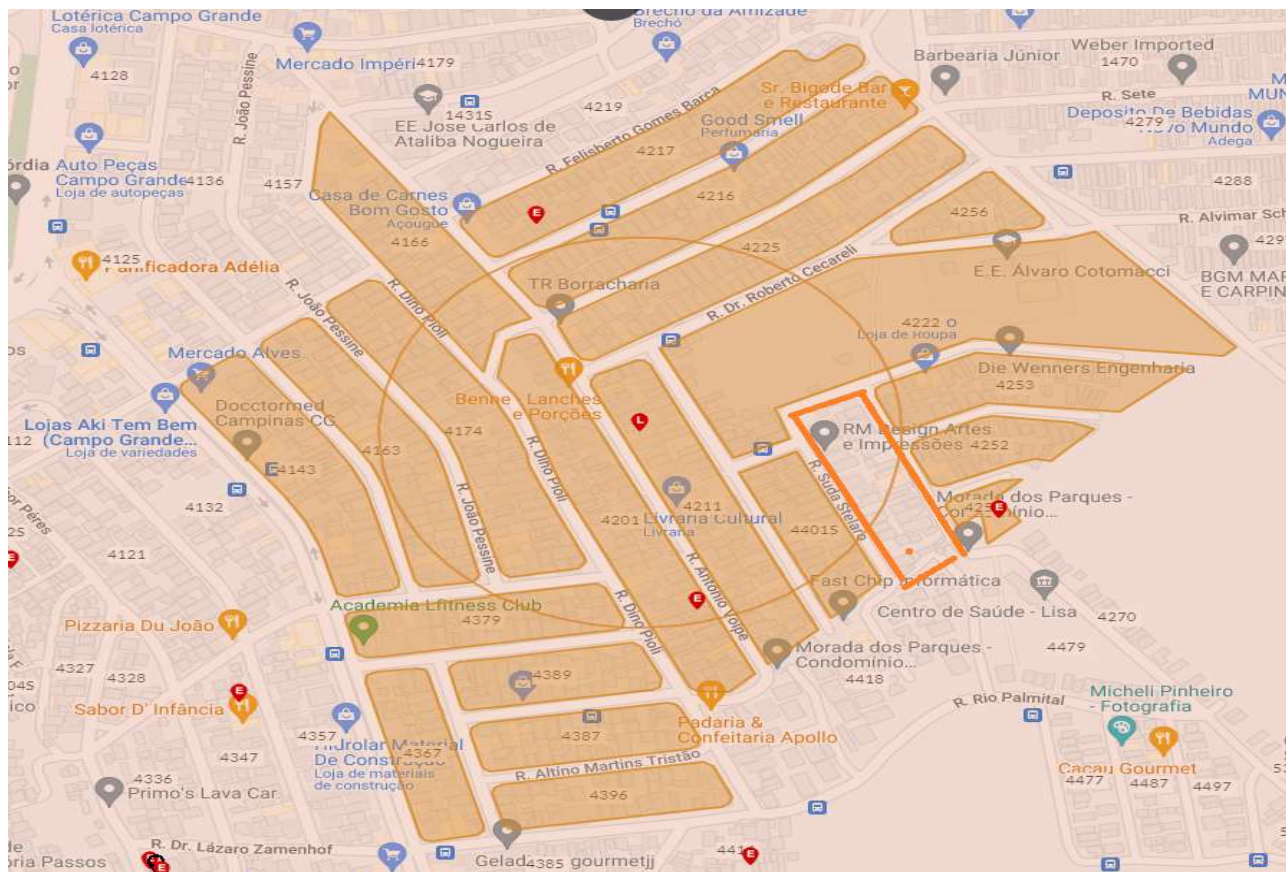 Lotérica Campo Grande
Casa lotérica
4128
R. João Pessine
Mercado Impéri
4179
Brechó da Amizade
Brechó
Barbearia Júnior
Weber Imported
1470
R. Sete
Deposito De Bebidas
4279
Adega
1431S
EE Jose Carlos de
Ataliba Nogueira
4219
Sr. Bigode Bar
e Restaurante
Good Smell
Perfumaria
R. Felisberto Gomes Barca
4217
Auto Peças
Campo Grande
Loja de autopeças
4136
4157
4288
Casa de Carnes
Bom Gosto
Açougue
4216
4166
4256
R. Alvimar Sch
4225
4125
Panificadora Adélia
E.E. Álvaro Cotomacci
R. João Pessine
R. Dino Pioli
TR Borracharia
R. Dr. Roberto Cecareli
4222
Loja de Roupa
Mercado Alves
Die Wenners Engenharia
4253
Benne - Lanches
e Porções
Docctormed
Campinas CG
Lojas Aki Tem Bem
(Campo Grande...
Loja de variedades
4174
4163
RM Design Artes
e Impressões
4252
4143
R. Dino Pioli
R. Suda Stelaro
4132
R. João Pessine
4211
Livraria Cultural
Livraria
4201
4401S
Morada dos Parques -
Condomínio...
4121
R. Antônio Volpe
Fast Chip Informática
Academia Lfitness Club
4379
R. Dino Pioli
Centro de Saúde - Lisa
4270
Pizzaria Du João
4479
Morada dos Parques -
Condomínio...
4327
4328
4389
4418
R. Rio Palmital
Micheli Pinheiro
- Fotografia
Sabor D' Infância
Padaria &
Confeitaria Apollo
4357
4387
4367
Hidrolar Material
De Construção
Loja de materiais
de construção
4347
R. Altino Martins Tristão
Cacau Gourmet
4336
Primo's Lava Car
4396
4477
4487
4497
R. Dr. Lázaro Zamenhof
4385
gourmetjj